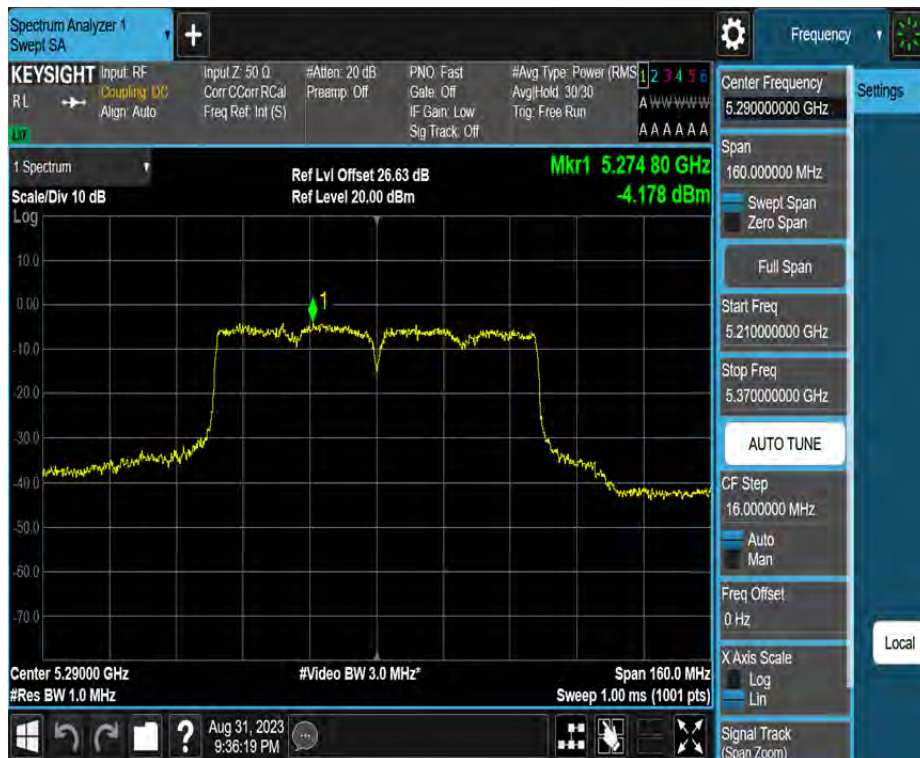 Spectrum Analyzer 1
Swept SA
Frequency
KEYSIGHT
RL
LXI
Input: RF
Coupling: DC
Align: Auto
Input Z: 50 Ω
Corr CCorr RCal
Freq Ref: Int (S)
#Atten: 20 dB
Preamp: Off
PNO: Fast
Gate: Off
IF Gain: Low
Sig Track: Off
#Avg Type: Power (RMS
Avg|Hold: 30/30
Trig: Free Run
1 2 3 4 5 6
A W W W W W
A A A A A A
Center Frequency
5.290000000 GHz
Settings
1 Spectrum
Scale/Div 10 dB
Ref Lvl Offset 26.63 dB
Ref Level 20.00 dBm
Mkr1 5.274 80 GHz
-4.178 dBm
Span
160.000000 MHz
Swept Span
Zero Span
Full Span
Start Freq
5.210000000 GHz
Stop Freq
5.370000000 GHz
AUTO TUNE
CF Step
16.000000 MHz
Auto
Man
Freq Offset
0 Hz
X Axis Scale
Log
Lin
Signal Track
(Span Zoom)
Local
Log
10.0
0.00
-10.0
-20.0
-30.0
-40.0
-50.0
-60.0
-70.0
1
Center 5.29000 GHz
#Res BW 1.0 MHz
#Video BW 3.0 MHz*
Span 160.0 MHz
Sweep 1.00 ms (1001 pts)
?
Aug 31, 2023
9:36:19 PM